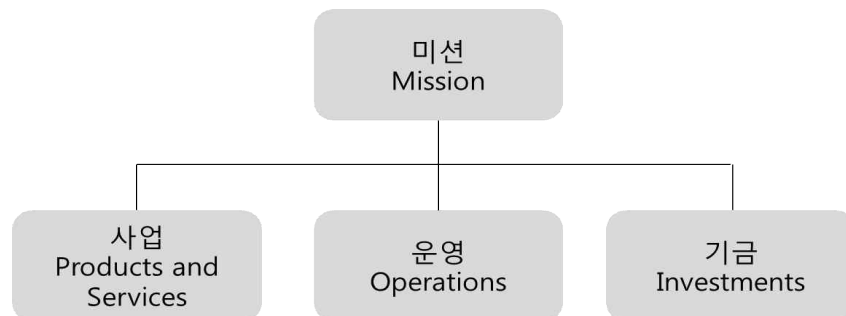 미션
Mission
사업
Products and
Services
운영
Operations
기금
Investments